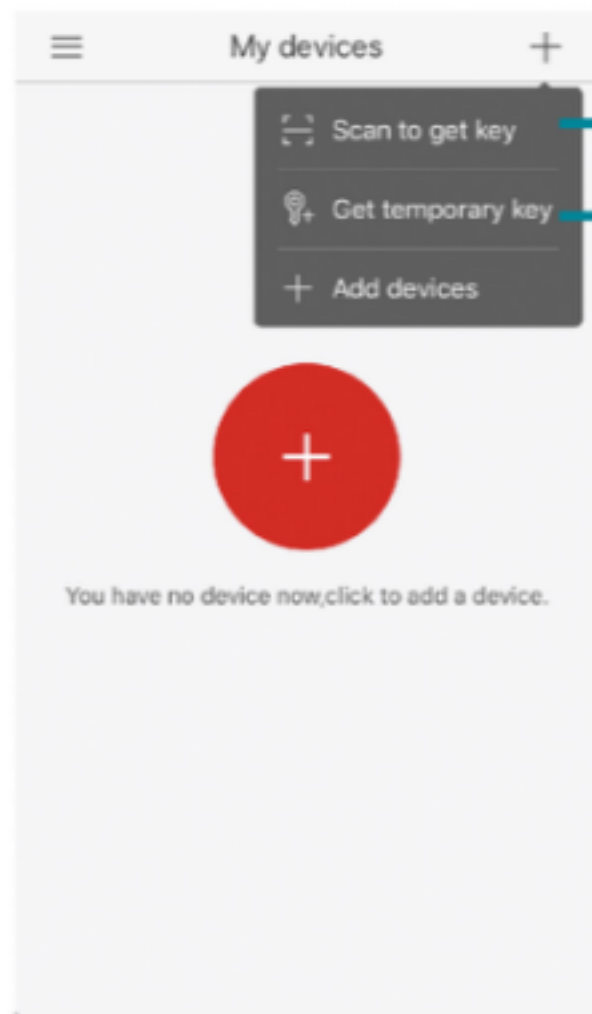 My devices
Scan to get key
Get temporary key
Add devices
You have no device now,click to add a device.